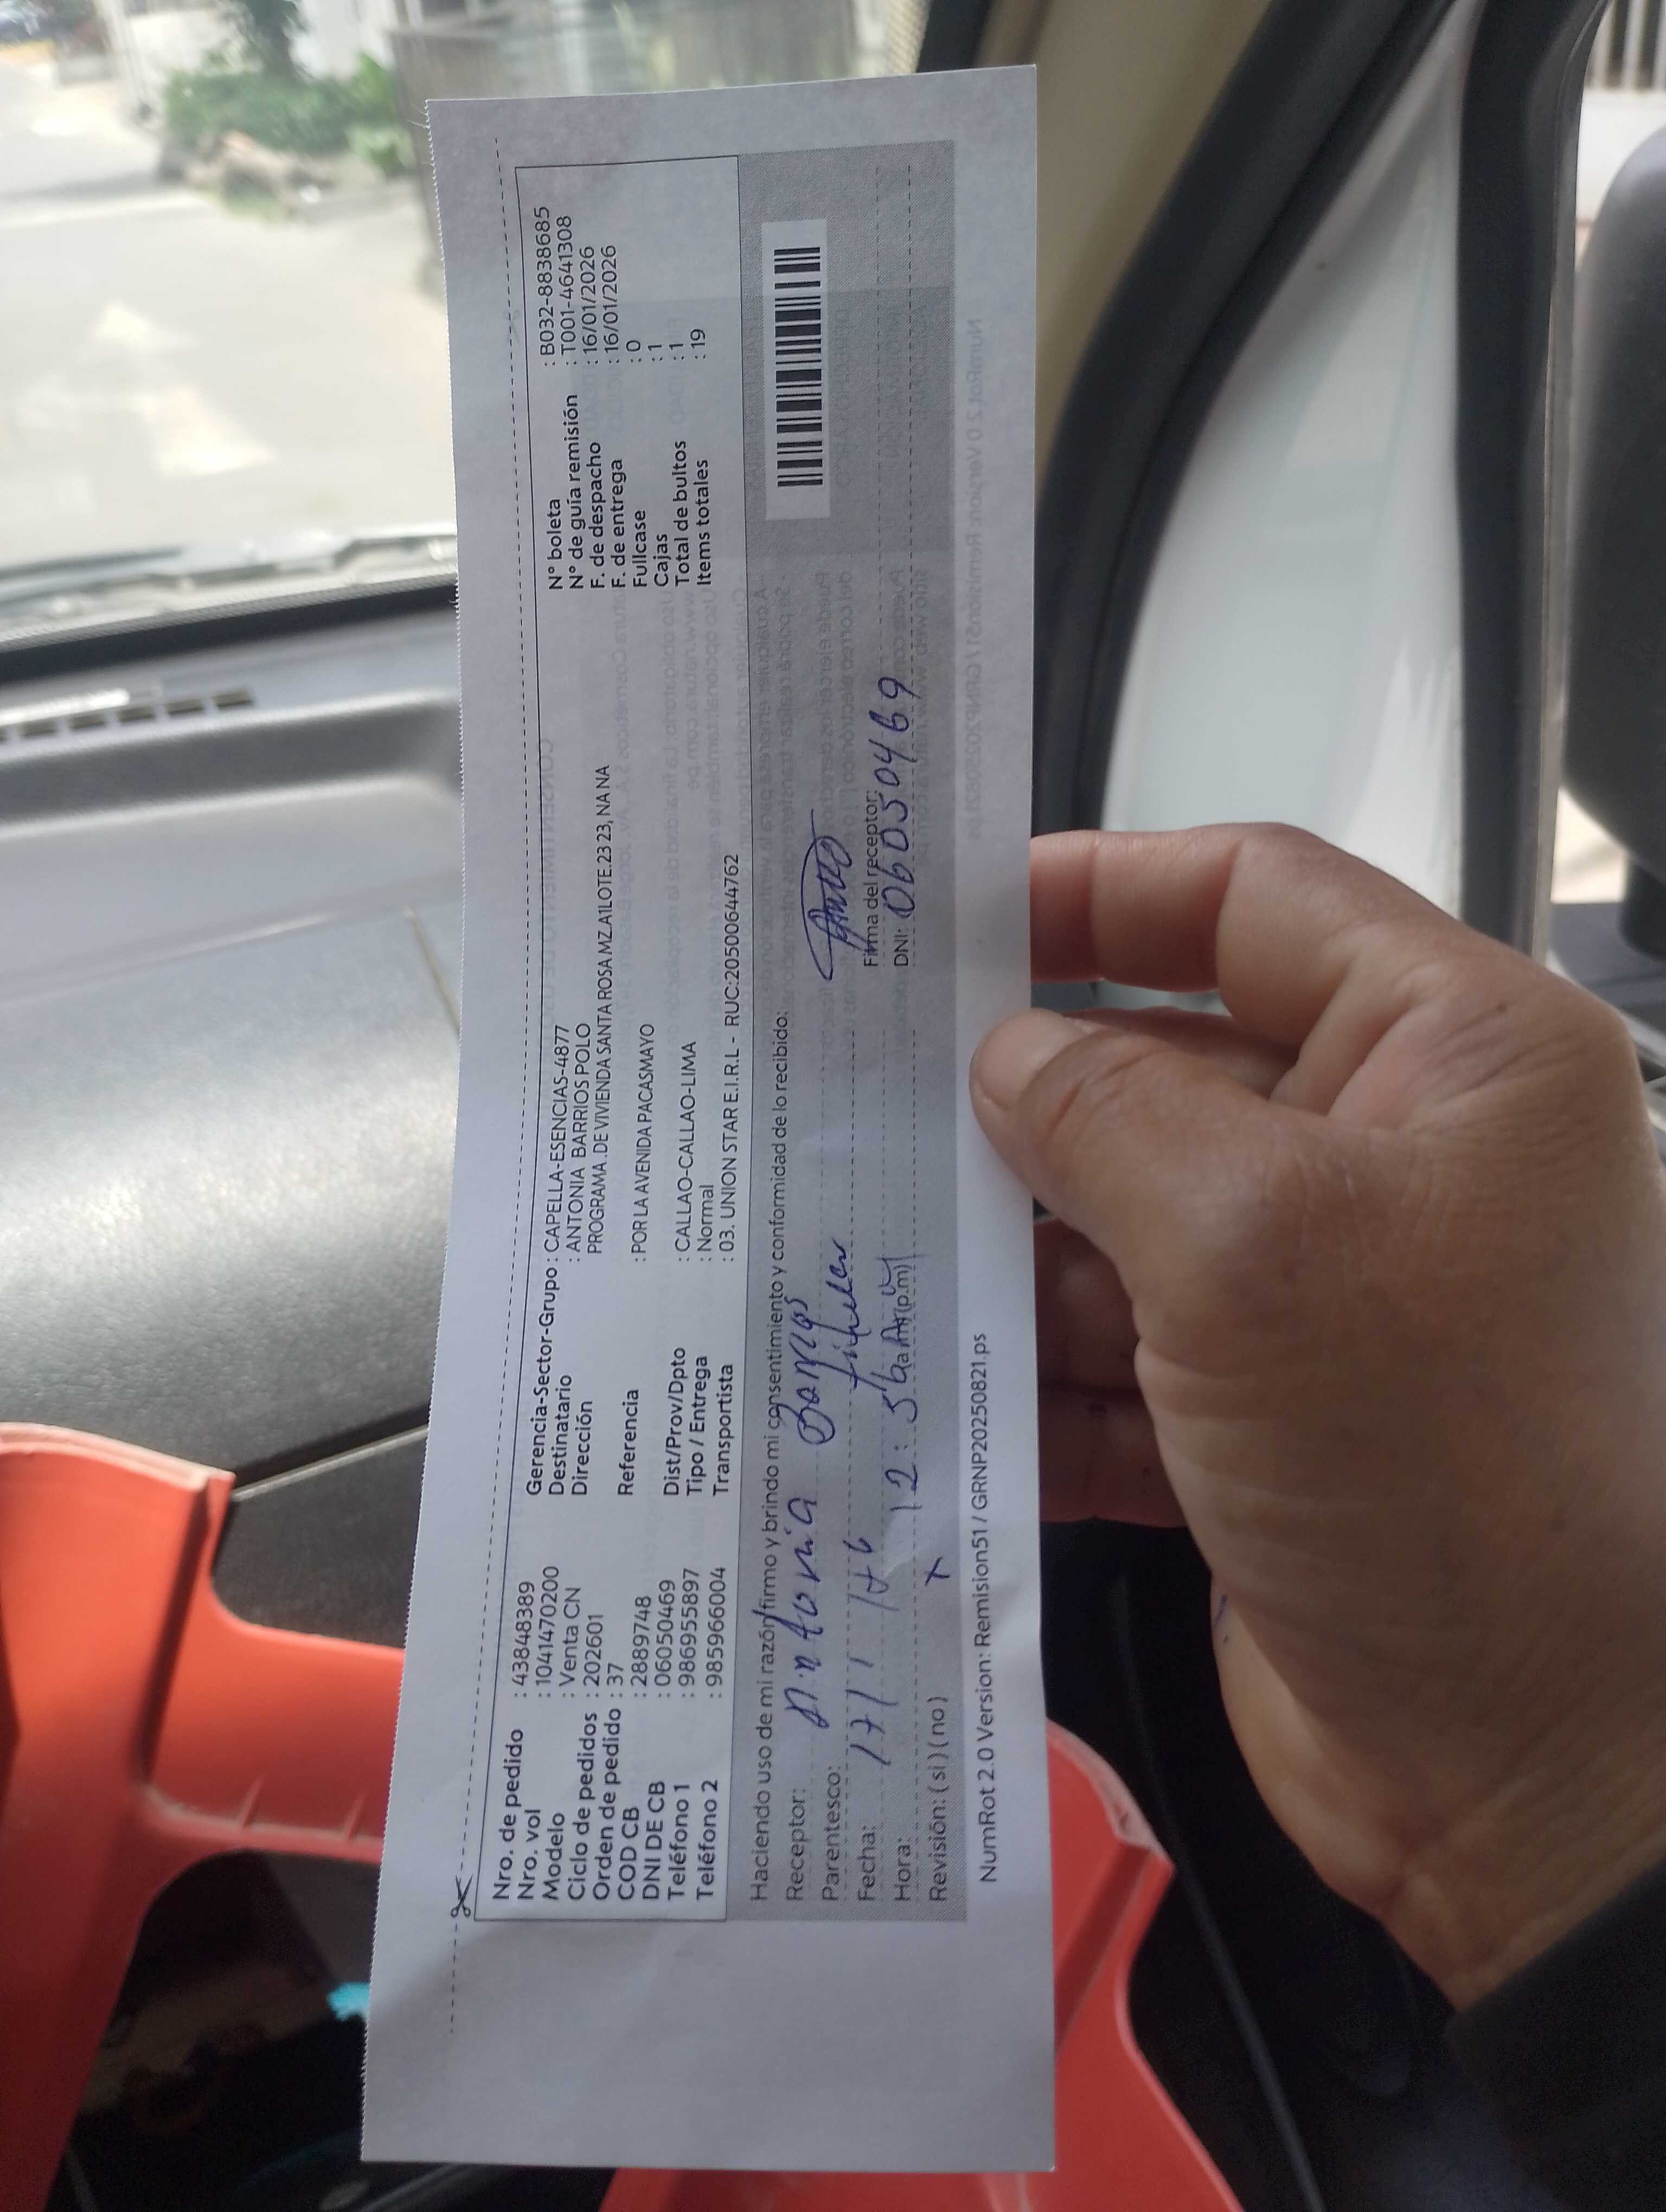 Nro. de pedido : 438483389
Nro. vol : 10414702​00
Modelo : Venta CN
Ciclo de pedidos : 202601
Orden de pedido : 37
COD CB : 2889748
DNI DE CB : 06050469
Teléfono 1 : 986955897
Teléfono 2 : 985966004
Gerencia-Sector-Grupo : CAPELLA-ESENCIAS-4877
Destinatario : ANTONIA BARRIOS POLO
Dirección PROGRAMA .DE VIVIENDA SANTA ROSA MZ.A1LOTE.23 23, NA NA
Referencia : POR LA AVENIDA PACASMAYO
Dist/Prov/Dpto : CALLAO-CALLAO-LIMA
Tipo / Entrega : Normal
Transportista : 03. UNION STAR E.I.R.L - RUC:20500644762
N° boleta : B032-8838685
N° de guía remisión : T001-4641308
F. de despacho : 16/01/2026
F. de entrega : 16/01/2026
Fullcase : 0
Cajas : 1
Total de bultos : 1
Items totales : 19
Haciendo uso de mi razón firmo y brindo mi consentimiento y conformidad de lo recibido:
Receptor: Antonia Barrios
Parentesco: titular
Fecha: 17/1/26
Hora: 12:56 (p.m)
Revisión: ( si ) ( no ) x
Firma del receptor:
DNI: 06050469
NumRot 2.0 Version: Remision51 / GRNP20250821.ps